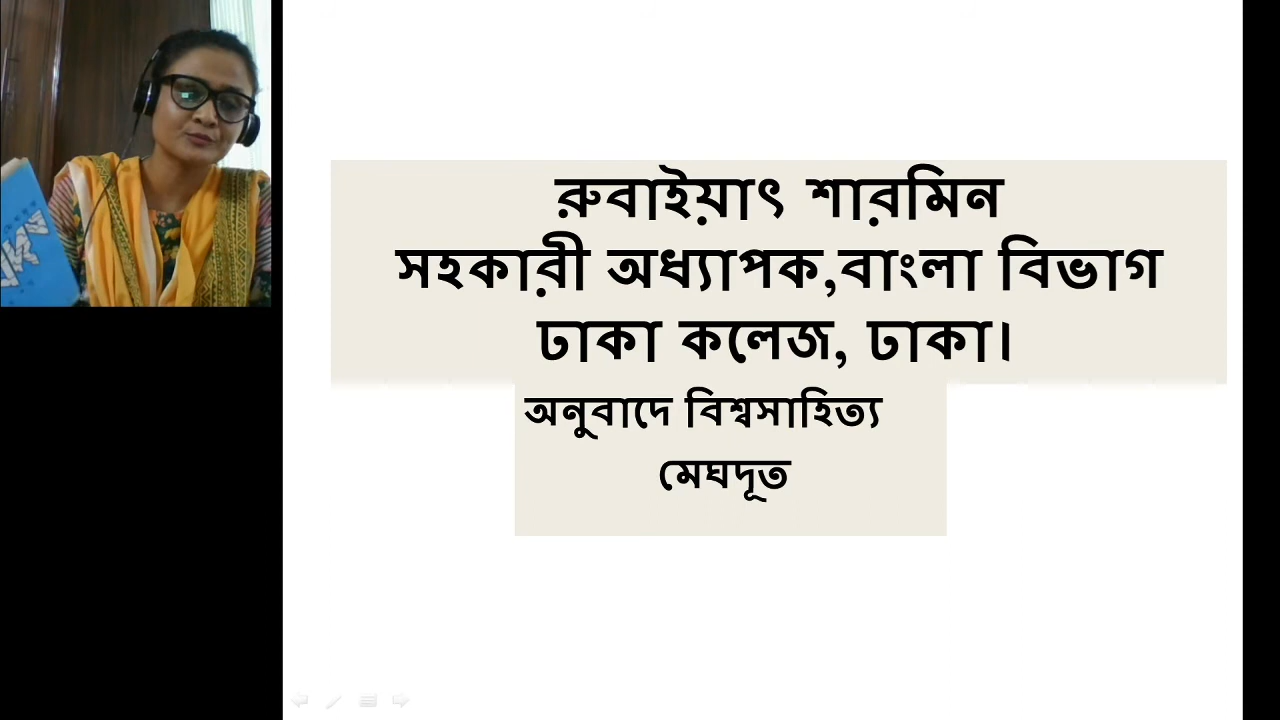 রুবাইয়াৎ শারমিন
সহকারী অধ্যাপক,বাংলা বিভাগ
ঢাকা কলেজ, ঢাকা।
অনুবাদে বিশ্বসাহিত্য
মেঘদূত